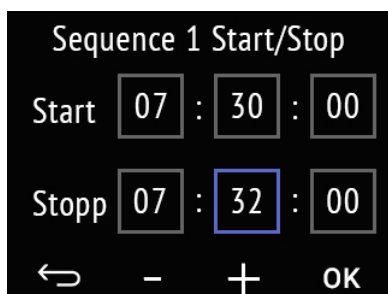 Sequence 1 Start/Stop
Start 07 : 30 : 00
Stopp 07 : 32 : 00
- + OK